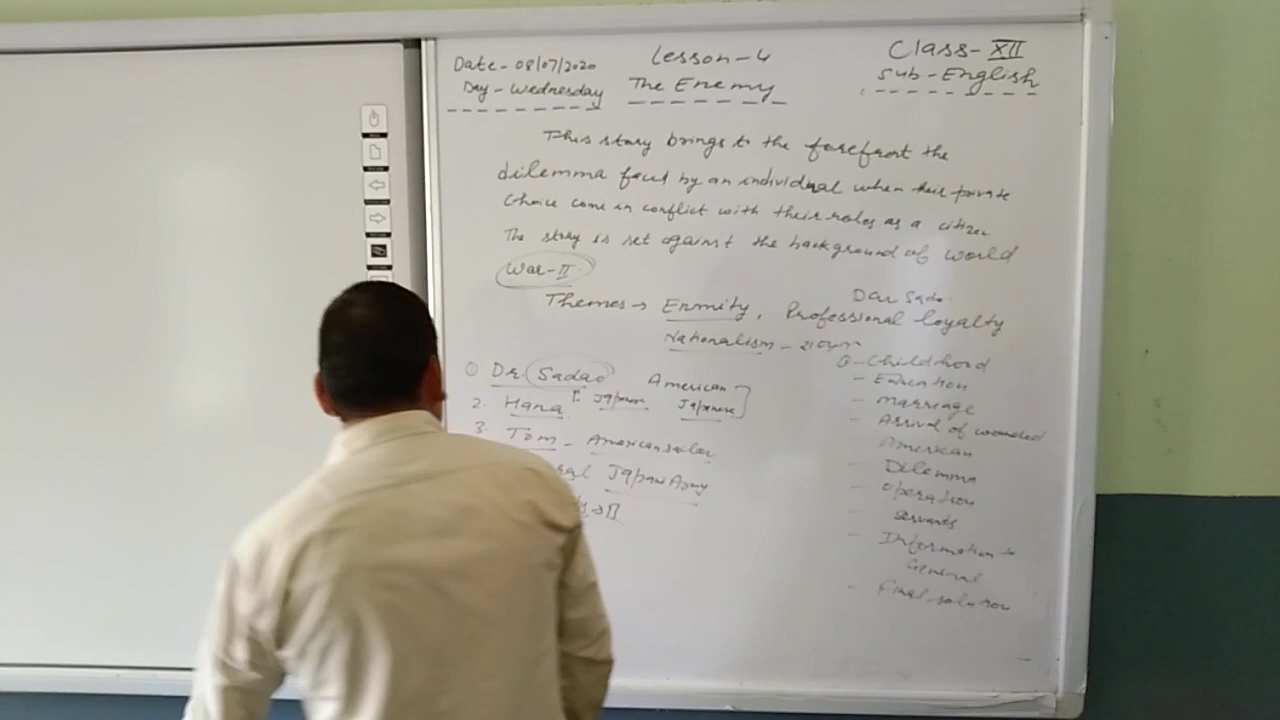 Date - 08/07/2020
Day - Wednesday
Lesson - 4
The Enemy
Class - XII
Sub - English
This story brings to the forefront the
dilemma faced by an individual when their private
Choice come in conflict with their roles as a citizen
The story is set against the background of world
War - II
Themes → Enmity, Professional loyalty
Nationalism -
① Dr. Sadao American
2. Hana Japanese Japanese
3. Tom - American sailor
Japan Army
- Childhood
- Education
- Marriage
- Arrival of wounded
American
- Dilemma
- Operation
Servants
- Information to
General
- Final solution